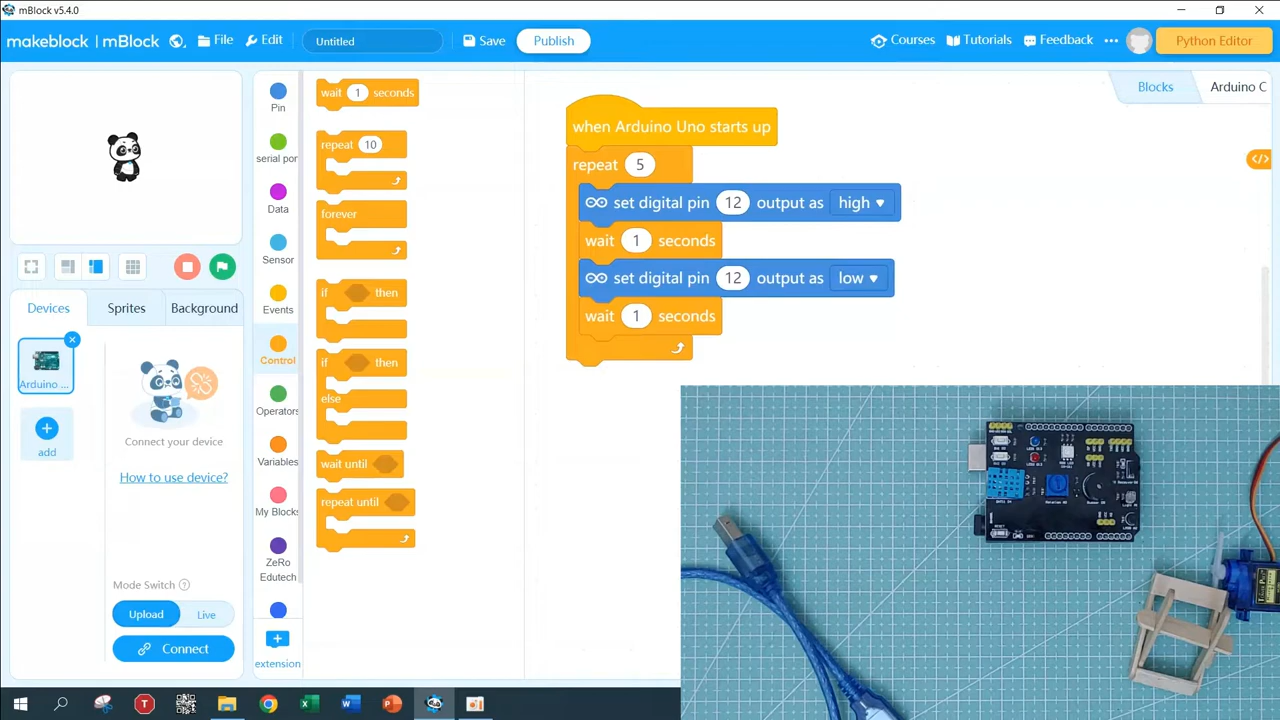 mBlock v5.4.0
makeblock | mBlock
File
Edit
Untitled
Save
Publish
Courses
Tutorials
Feedback
Python Editor
Devices
Sprites
Background
Arduino ...
add
Connect your device
How to use device?
Mode Switch
Upload
Live
Connect
Pin
serial port
Data
Sensor
Events
Control
Operators
Variables
My Blocks
ZeRo
Edutech
extension
wait 1 seconds
repeat 10
forever
if then
if then
else
wait until
repeat until
Blocks
Arduino C
when Arduino Uno starts up
repeat 5
set digital pin 12 output as high
wait 1 seconds
set digital pin 12 output as low
wait 1 seconds